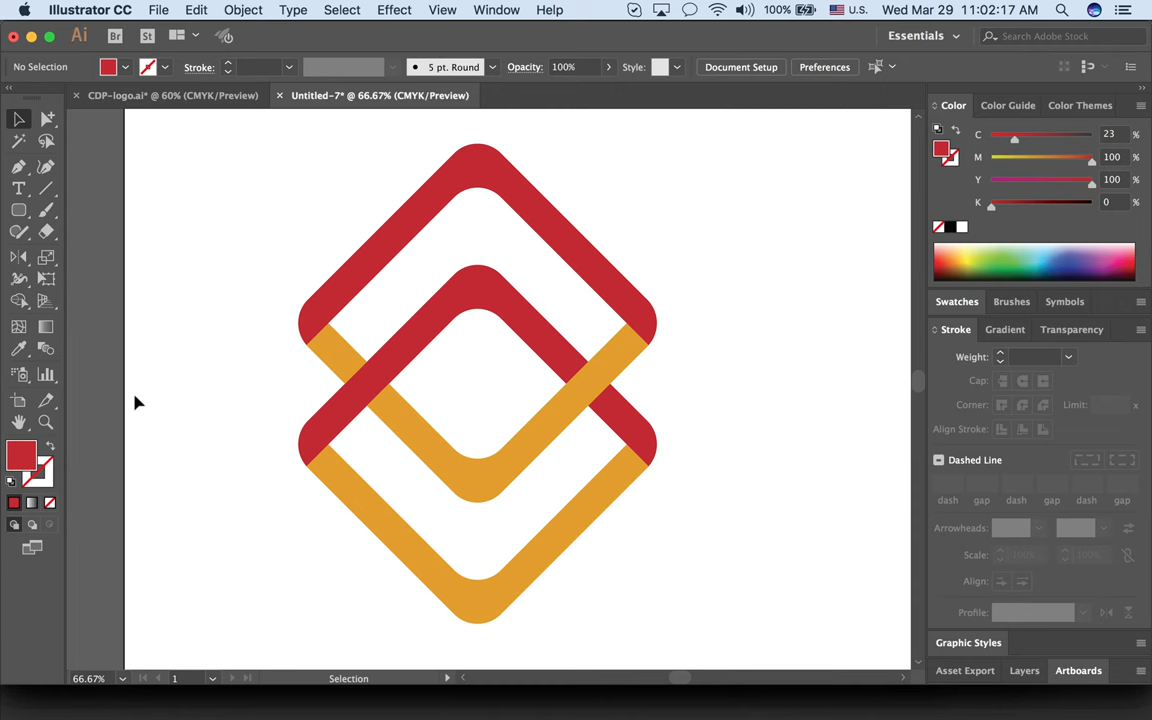 Illustrator CC File Edit Object Type Select Effect View Window Help 100% U.S. Wed Mar 29 11:02:17 AM
Ai Br St Essentials Search Adobe Stock
No Selection Stroke: 5 pt. Round Opacity: 100% Style: Document Setup Preferences
× CDP-logo.ai* @ 60% (CMYK/Preview) × Untitled-7* @ 66.67% (CMYK/Preview)
Color Color Guide Color Themes
C 23 %
M 100 %
Y 100 %
K 0 %
Swatches Brushes Symbols
Stroke Gradient Transparency
Weight:
Cap:
Corner: Limit: x
Align Stroke:
Dashed Line
dash gap dash gap dash gap
Arrowheads:
Scale: 100% 100%
Align:
Profile:
Graphic Styles
Asset Export Layers Artboards
66.67% 1 Selection